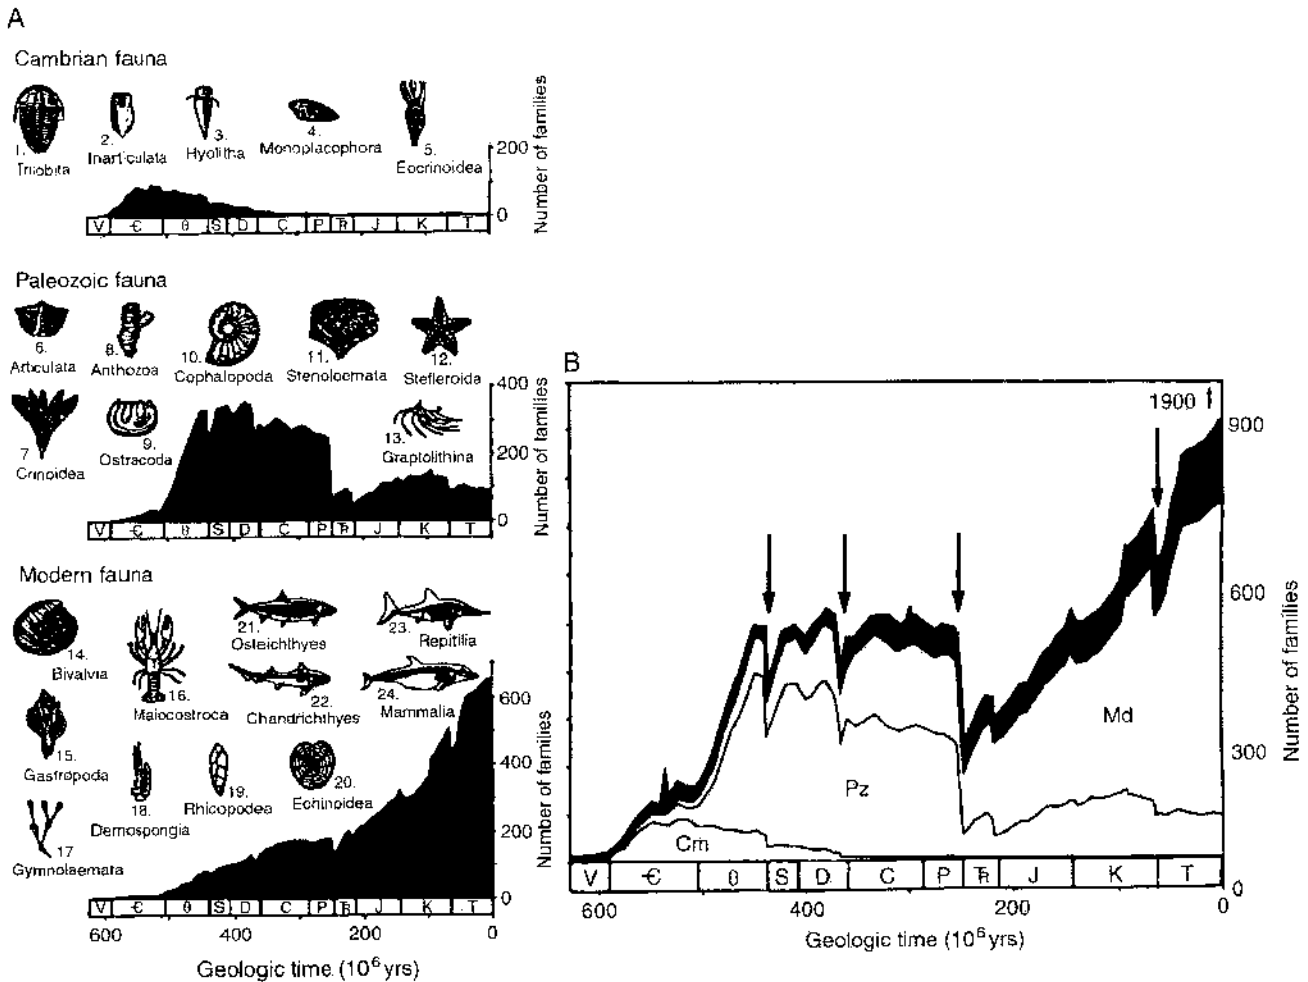 A
Cambrian fauna
1.
Trilobita
2.
Inarticulata
3.
Hyolitha
4.
Monoplacophora
5.
Eocrinoidea
200
0
Number of families
V Є θ S D C P Ʀ J K T
Paleozoic fauna
6.
Articulata
8.
Anthozoa
10.
Cephalopoda
11.
Stenolaemata
12.
Stelleroida
7
Crinoidea
9.
Ostracoda
13.
Graptolithina
400
200
0
Number of families
V Є θ S D C P Ʀ J K T
Modern fauna
14.
Bivalvia
16.
Malocostroca
21.
Osteichthyes
23.
Reptilia
22.
Chandrichthyes
24.
Mammalia
15.
Gastropoda
18.
Demospongia
19.
Rhicopodea
20.
Echinoidea
17
Gymnolaemata
600
400
200
0
Number of families
V Є θ S D C P Ʀ J K T
600 400 200 0
Geologic time (10⁶ yrs)
B
1900
900
600
300
0
Number of families
Cm
Pz
Md
V Є θ S D C P Ʀ J K T
600 400 200 0
Geologic time (10⁶ yrs)